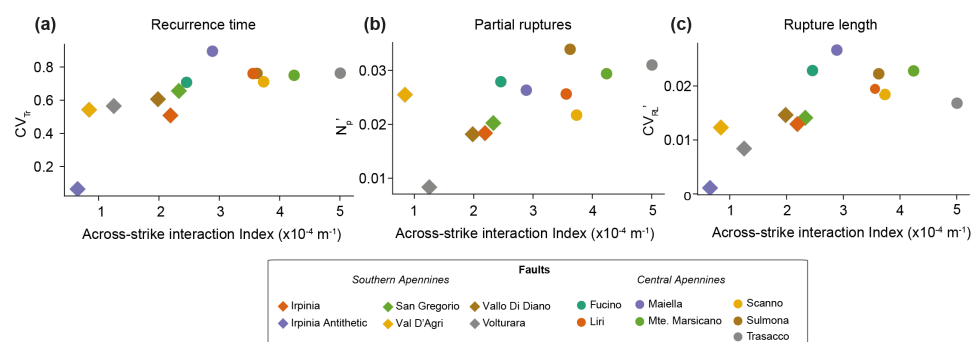 (a) Recurrence time
0.8
0.6
0.4
0.2
CV_Tr
1 2 3 4 5
Across-strike interaction Index (x10⁻⁴ m⁻¹)
(b) Partial ruptures
0.03
0.02
0.01
N_p'
1 2 3 4 5
Across-strike interaction Index (x10⁻⁴ m⁻¹)
(c) Rupture length
0.02
0.01
0
CV_RL'
1 2 3 4 5
Across-strike interaction Index (x10⁻⁴ m⁻¹)
Faults
Southern Apennines
Irpinia
Irpinia Antithetic
San Gregorio
Val D'Agri
Vallo Di Diano
Volturara
Central Apennines
Fucino
Liri
Maiella
Mte. Marsicano
Scanno
Sulmona
Trasacco